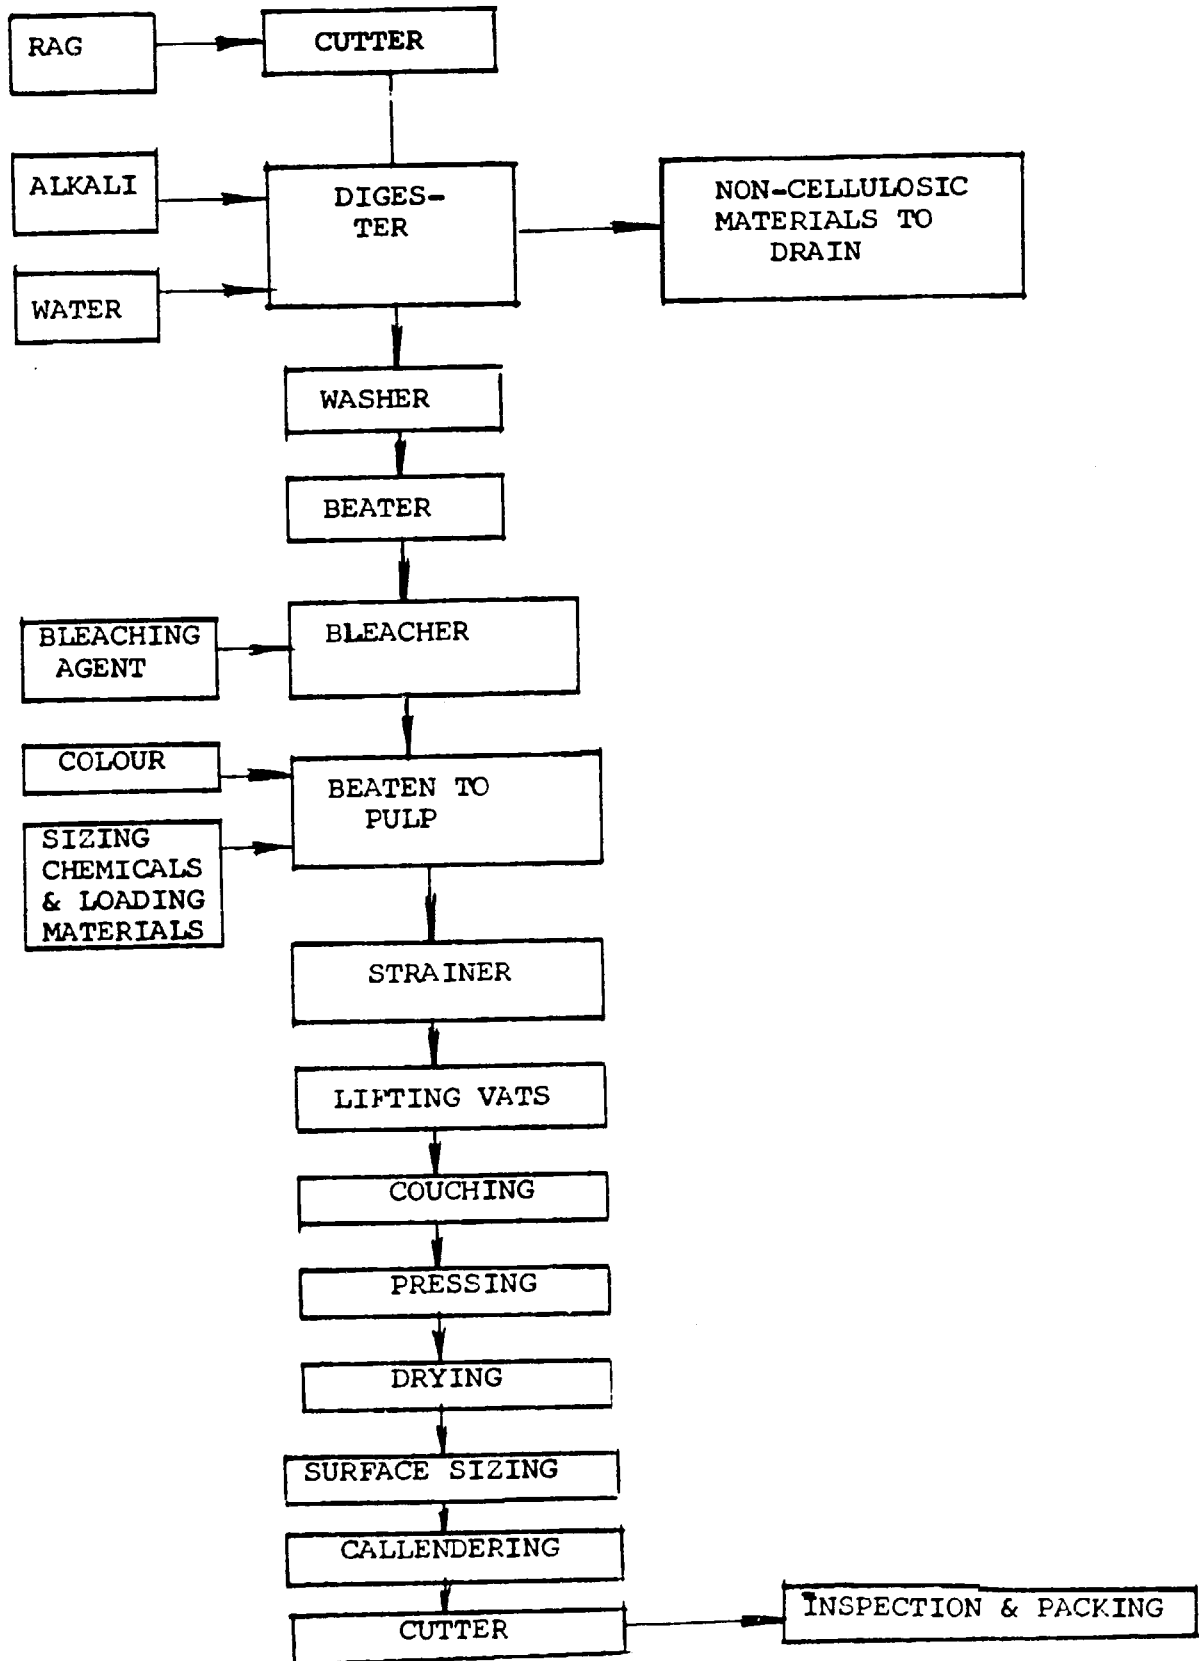 RAG
CUTTER
ALKALI
DIGES-
TER
NON-CELLULOSIC
MATERIALS TO
DRAIN
WATER
WASHER
BEATER
BLEACHING
AGENT
BLEACHER
COLOUR
BEATEN TO
PULP
SIZING
CHEMICALS
& LOADING
MATERIALS
STRAINER
LIFTING VATS
COUCHING
PRESSING
DRYING
SURFACE SIZING
CALLENDERING
CUTTER
INSPECTION & PACKING